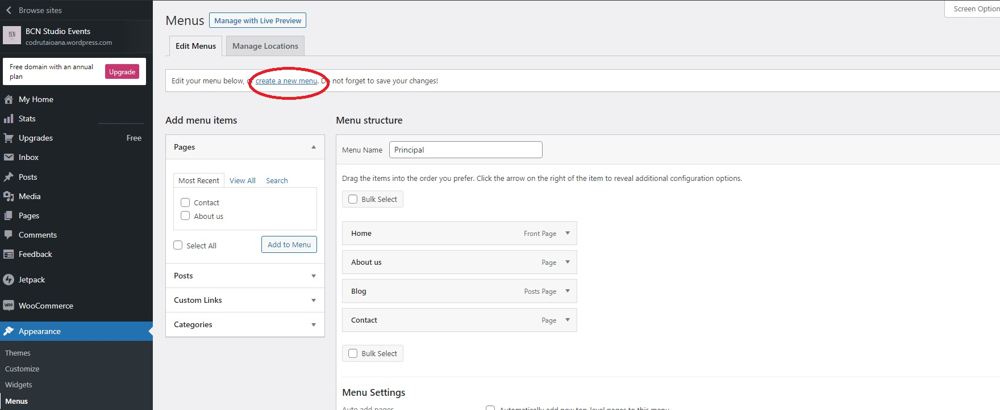 Browse sites
BCN
BCN Studio Events
codrutaioana.wordpress.com
Free domain with an annual
plan
Upgrade
My Home
Stats
Upgrades Free
Inbox
Posts
Media
Pages
Comments
Feedback
Jetpack
WOO WooCommerce
Appearance
Themes
Customize
Widgets
Menus
Screen Option
Menus Manage with Live Preview
Edit Menus Manage Locations
Edit your menu below, or create a new menu. Do not forget to save your changes!
Add menu items
Pages
Most Recent View All Search
Contact
About us
Select All Add to Menu
Posts
Custom Links
Categories
Menu structure
Menu Name Principal
Drag the items into the order you prefer. Click the arrow on the right of the item to reveal additional configuration options.
Bulk Select
Home Front Page
About us Page
Blog Posts Page
Contact Page
Bulk Select
Menu Settings
Auto add pages Automatically add new top-level pages to this menu